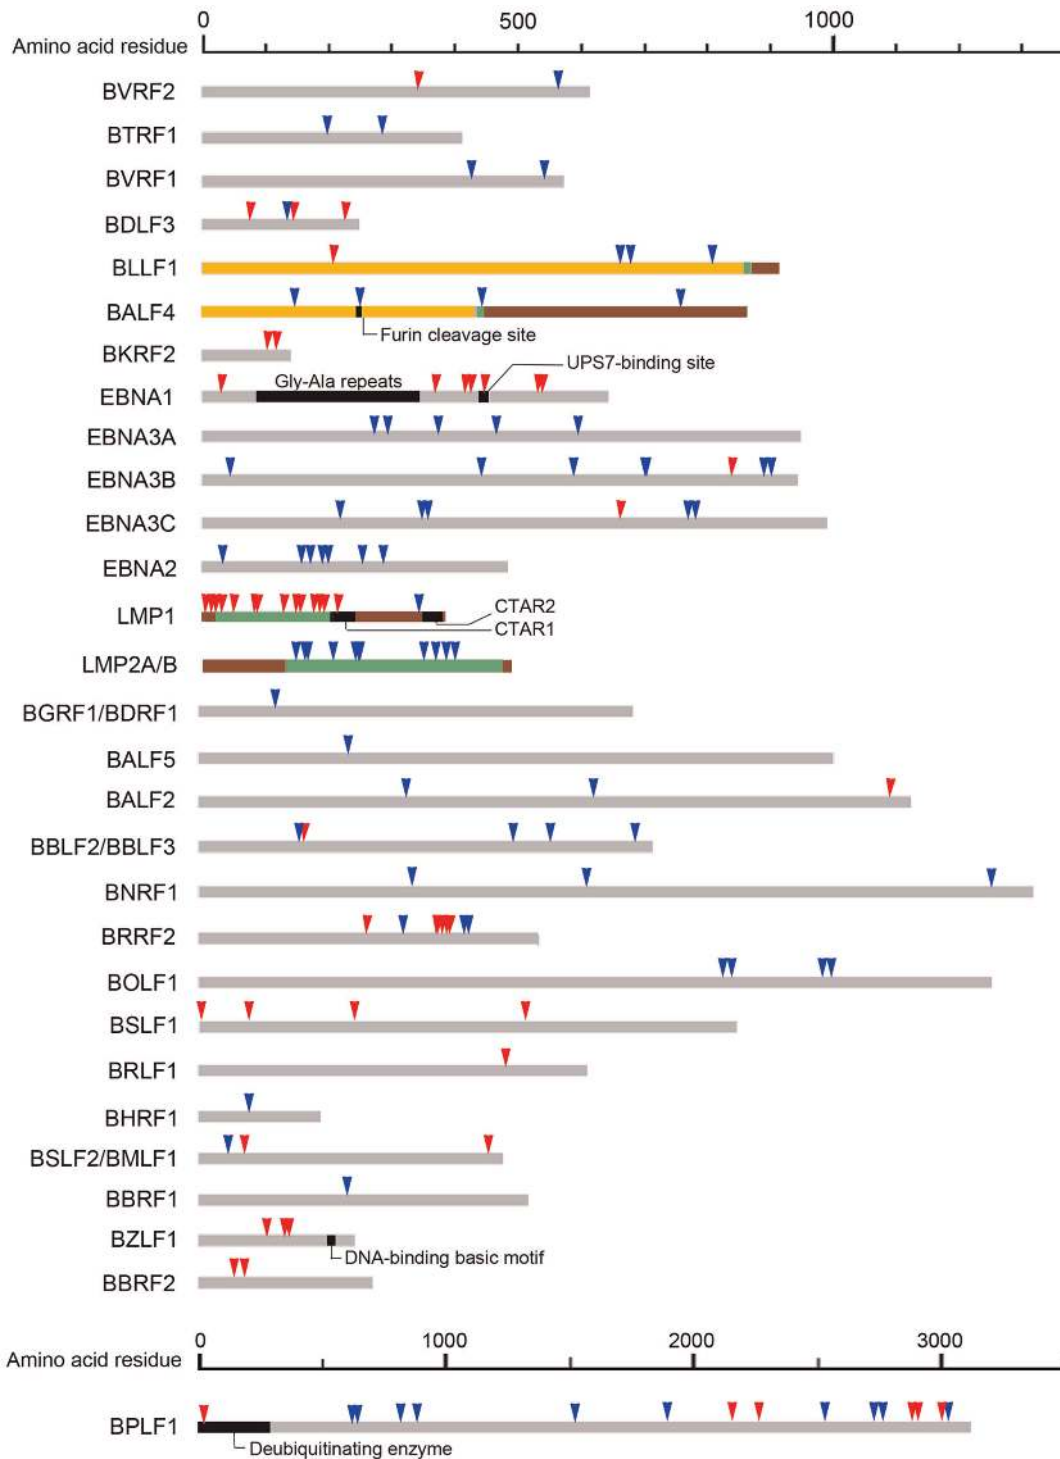 0 500 1000
Amino acid residue
BVRF2
BTRF1
BVRF1
BDLF3
BLLF1
BALF4
Furin cleavage site
BKRF2
UPS7-binding site
Gly-Ala repeats
EBNA1
EBNA3A
EBNA3B
EBNA3C
EBNA2
LMP1
CTAR2
CTAR1
LMP2A/B
BGRF1/BDRF1
BALF5
BALF2
BBLF2/BBLF3
BNRF1
BRRF2
BOLF1
BSLF1
BRLF1
BHRF1
BSLF2/BMLF1
BBRF1
BZLF1
DNA-binding basic motif
BBRF2
0 1000 2000 3000
Amino acid residue
BPLF1
Deubiquitinating enzyme